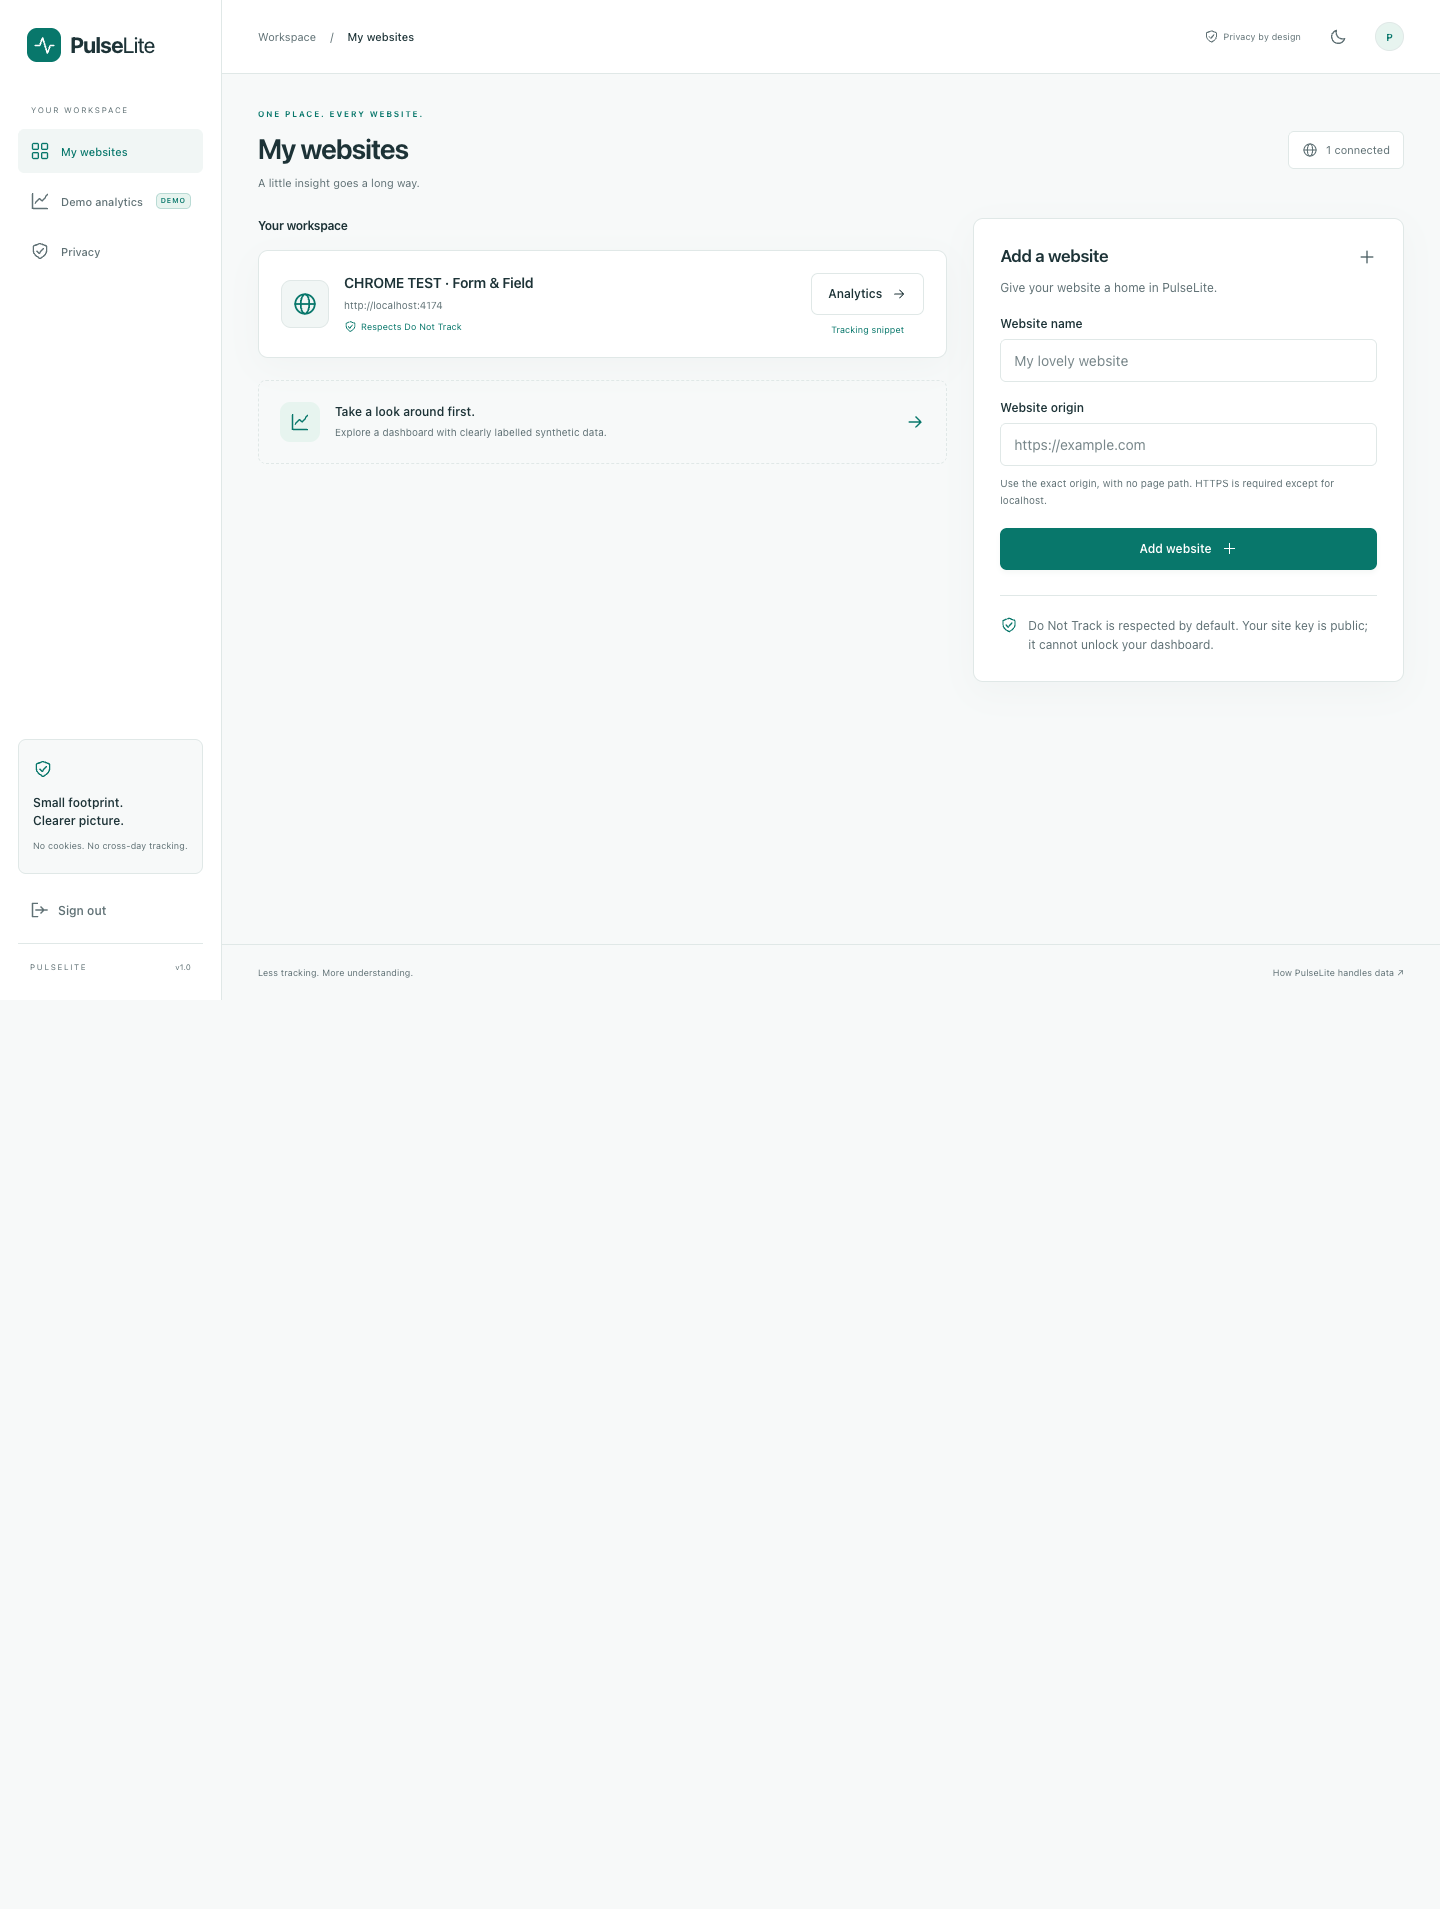 PulseLite
YOUR WORKSPACE
My websites
Demo analytics DEMO
Privacy
Small footprint.
Clearer picture.
No cookies. No cross-day tracking.
Sign out
PULSELITE v1.0
Workspace / My websites
Privacy by design
P
ONE PLACE. EVERY WEBSITE.
My websites
A little insight goes a long way.
1 connected
Your workspace
CHROME TEST · Form & Field
http://localhost:4174
Respects Do Not Track
Analytics →
Tracking snippet
Take a look around first.
Explore a dashboard with clearly labelled synthetic data.
Add a website
Give your website a home in PulseLite.
Website name
My lovely website
Website origin
https://example.com
Use the exact origin, with no page path. HTTPS is required except for
localhost.
Add website +
Do Not Track is respected by default. Your site key is public;
it cannot unlock your dashboard.
Less tracking. More understanding.
How PulseLite handles data ↗